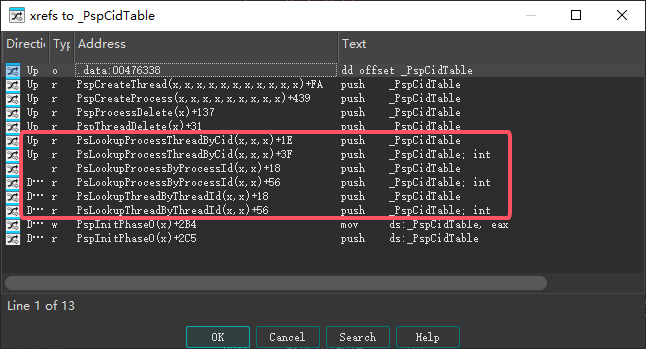 xrefs to _PspCidTable
Directic Typ Address Text
Up o .data:00476338 dd offset _PspCidTable
Up r PspCreateThread(x,x,x,x,x,x,x,x,x,x,x)+FA push _PspCidTable
Up r PspCreateProcess(x,x,x,x,x,x,x,x,x)+439 push _PspCidTable
Up r PspProcessDelete(x)+137 push _PspCidTable
Up r PspThreadDelete(x)+31 push _PspCidTable
Up r PsLookupProcessThreadByCid(x,x,x)+1E push _PspCidTable
Up r PsLookupProcessThreadByCid(x,x,x)+3F push _PspCidTable; int
r PsLookupProcessByProcessId(x,x)+18 push _PspCidTable
D··· r PsLookupProcessByProcessId(x,x)+56 push _PspCidTable; int
D··· r PsLookupThreadByThreadId(x,x)+18 push _PspCidTable
D··· r PsLookupThreadByThreadId(x,x)+56 push _PspCidTable; int
D··· w PspInitPhase0(x)+2B4 mov ds:_PspCidTable, eax
D··· r PspInitPhase0(x)+2C5 push ds:_PspCidTable
Line 1 of 13
OK Cancel Search Help